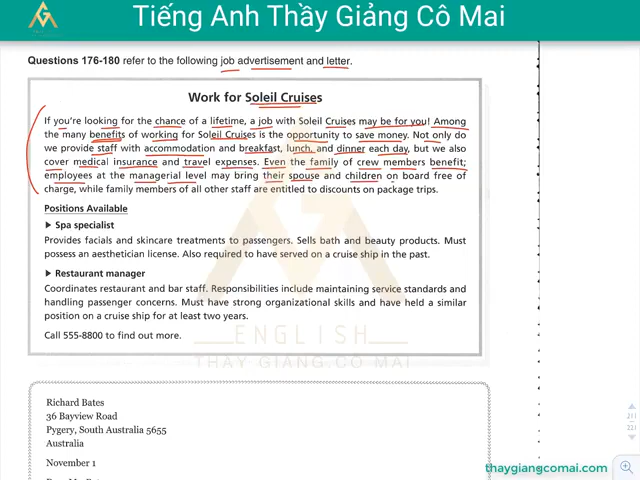 Tiếng Anh Thầy Giảng Cô Mai
Questions 176-180 refer to the following job advertisement and letter.
Work for Soleil Cruises
If you're looking for the chance of a lifetime, a job with Soleil Cruises may be for you! Among
the many benefits of working for Soleil Cruises is the opportunity to save money. Not only do
we provide staff with accommodation and breakfast, lunch, and dinner each day, but we also
cover medical insurance and travel expenses. Even the family of crew members benefit;
employees at the managerial level may bring their spouse and children on board free of
charge, while family members of all other staff are entitled to discounts on package trips.
Positions Available
▶ Spa specialist
Provides facials and skincare treatments to passengers. Sells bath and beauty products. Must
possess an aesthetician license. Also required to have served on a cruise ship in the past.
▶ Restaurant manager
Coordinates restaurant and bar staff. Responsibilities include maintaining service standards and
handling passenger concerns. Must have strong organizational skills and have held a similar
position on a cruise ship for at least two years.
Call 555-8800 to find out more.
ENGLISH
THAY GIANG.CO MAI
Richard Bates
36 Bayview Road
Pygery, South Australia 5655
Australia
November 1
thaygiangcomai.com